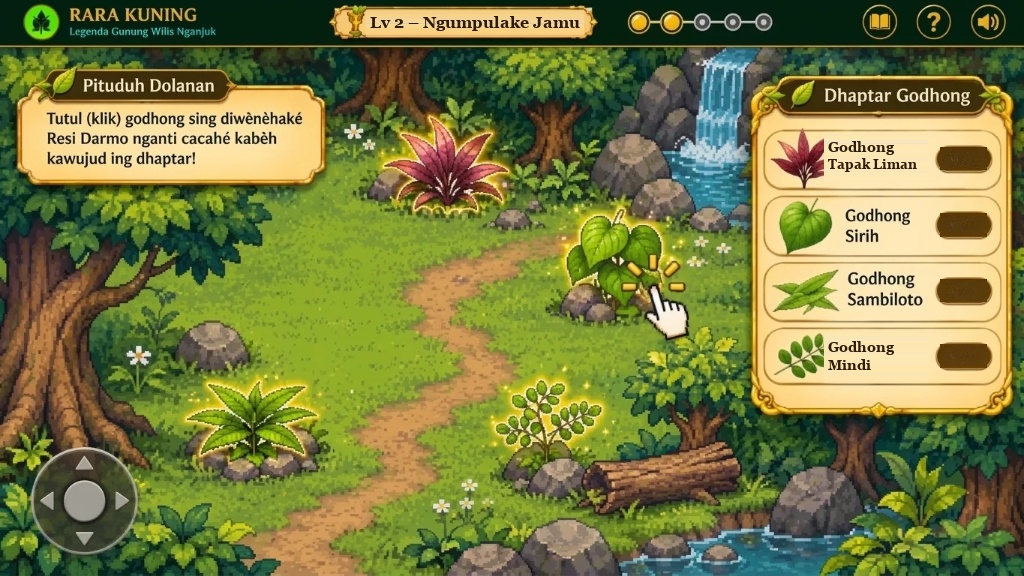 RARA KUNING
Legenda Gunung Wilis Nganjuk
Lv 2 – Ngumpulake Jamu
?
Pituduh Dolanan
Tutul (klik) godhong sing diwènèhaké
Resi Darmo nganti cacahé kabèh
kawujud ing dhaptar!
Dhaptar Godhong
Godhong
Tapak Liman
Godhong
Sirih
Godhong
Sambiloto
Godhong
Mindi